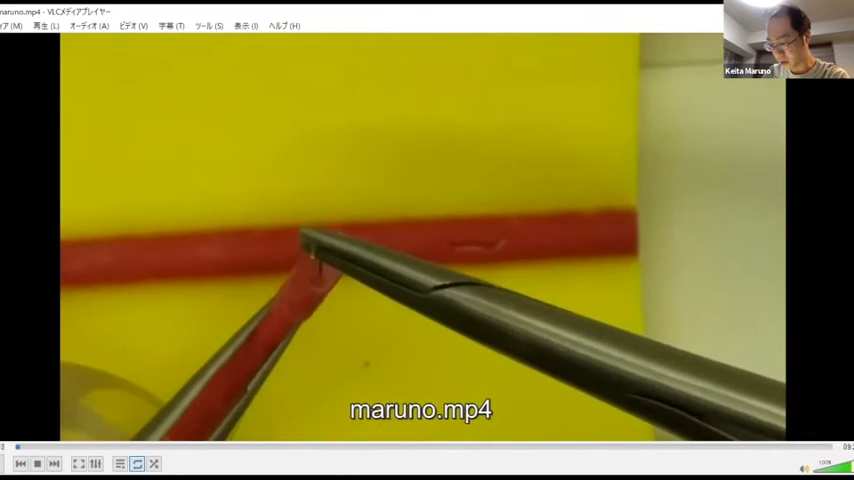 maruno.mp4 - VLCメディアプレイヤー
ィア(M) 再生(L) オーディオ(A) ビデオ(V) 字幕(T) ツール(S) 表示(I) ヘルプ(H)
Keita Maruno
maruno.mp4
100%